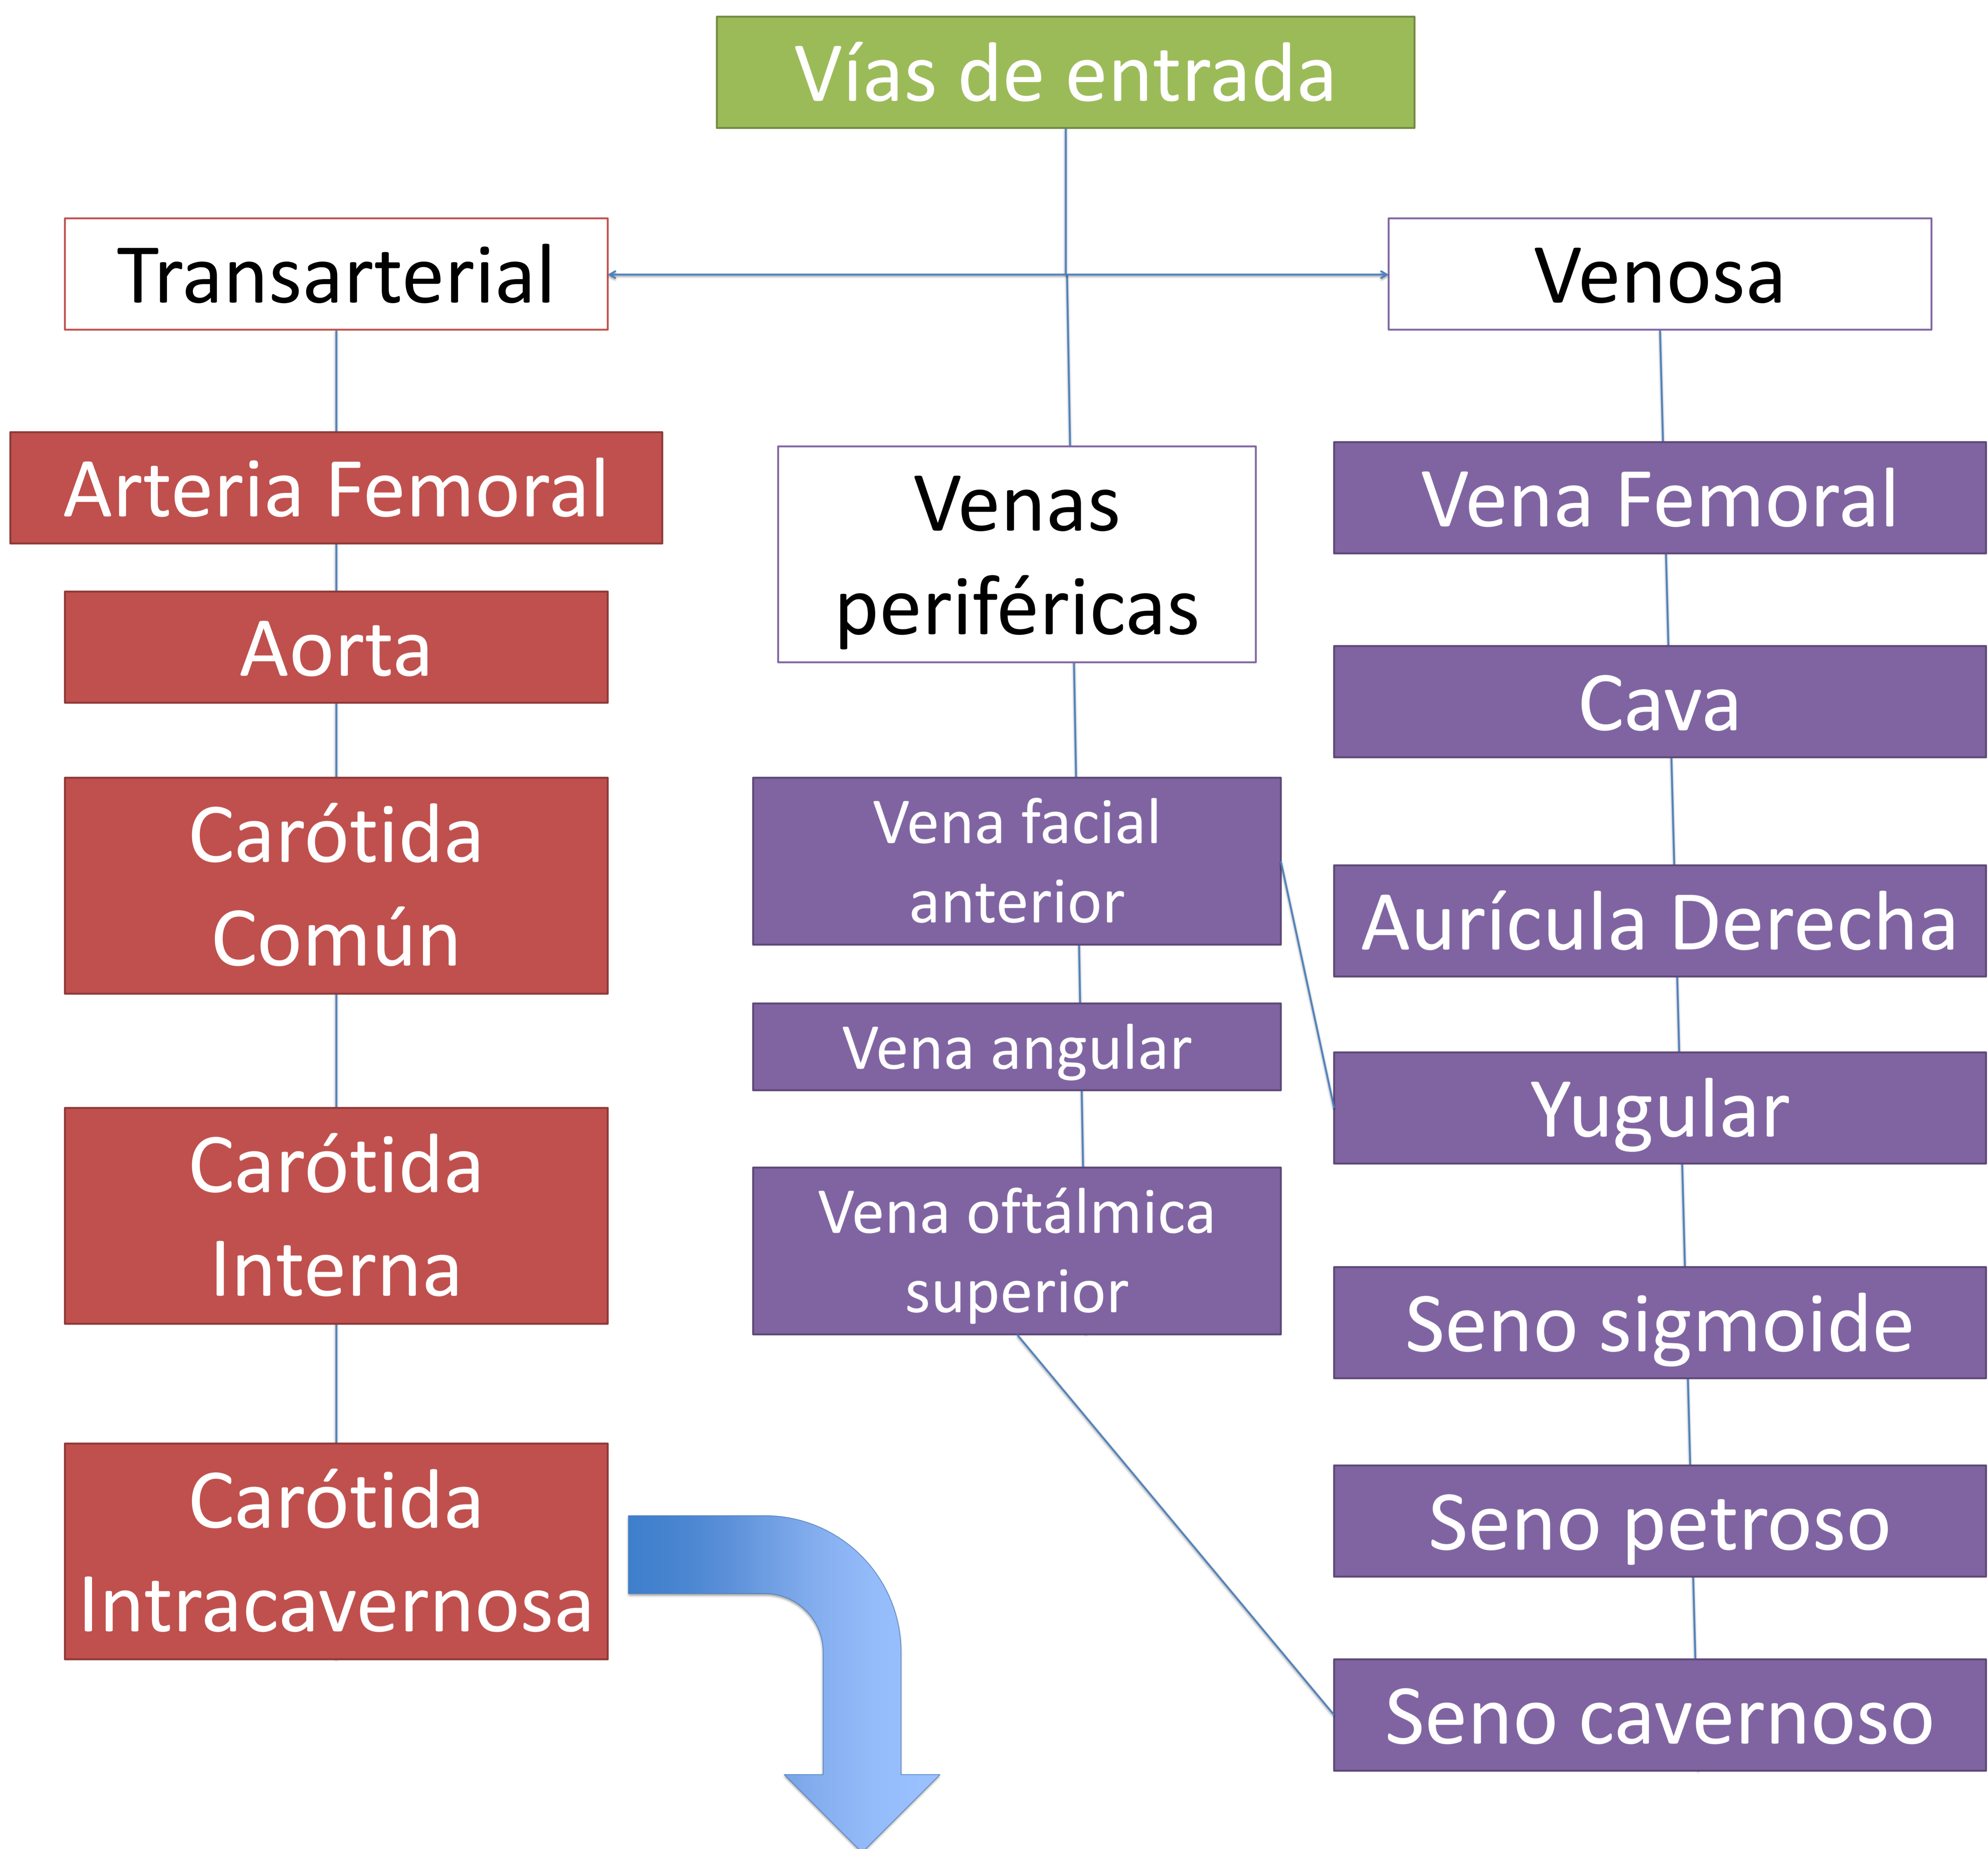 Vías de entrada
Transarterial
Venosa
Arteria Femoral
Aorta
Carótida
Común
Carótida
Interna
Carótida
Intracavernosa
Venas
periféricas
Vena facial
anterior
Vena angular
Vena oftálmica
superior
Vena Femoral
Cava
Aurícula Derecha
Yugular
Seno sigmoide
Seno petroso
Seno cavernoso